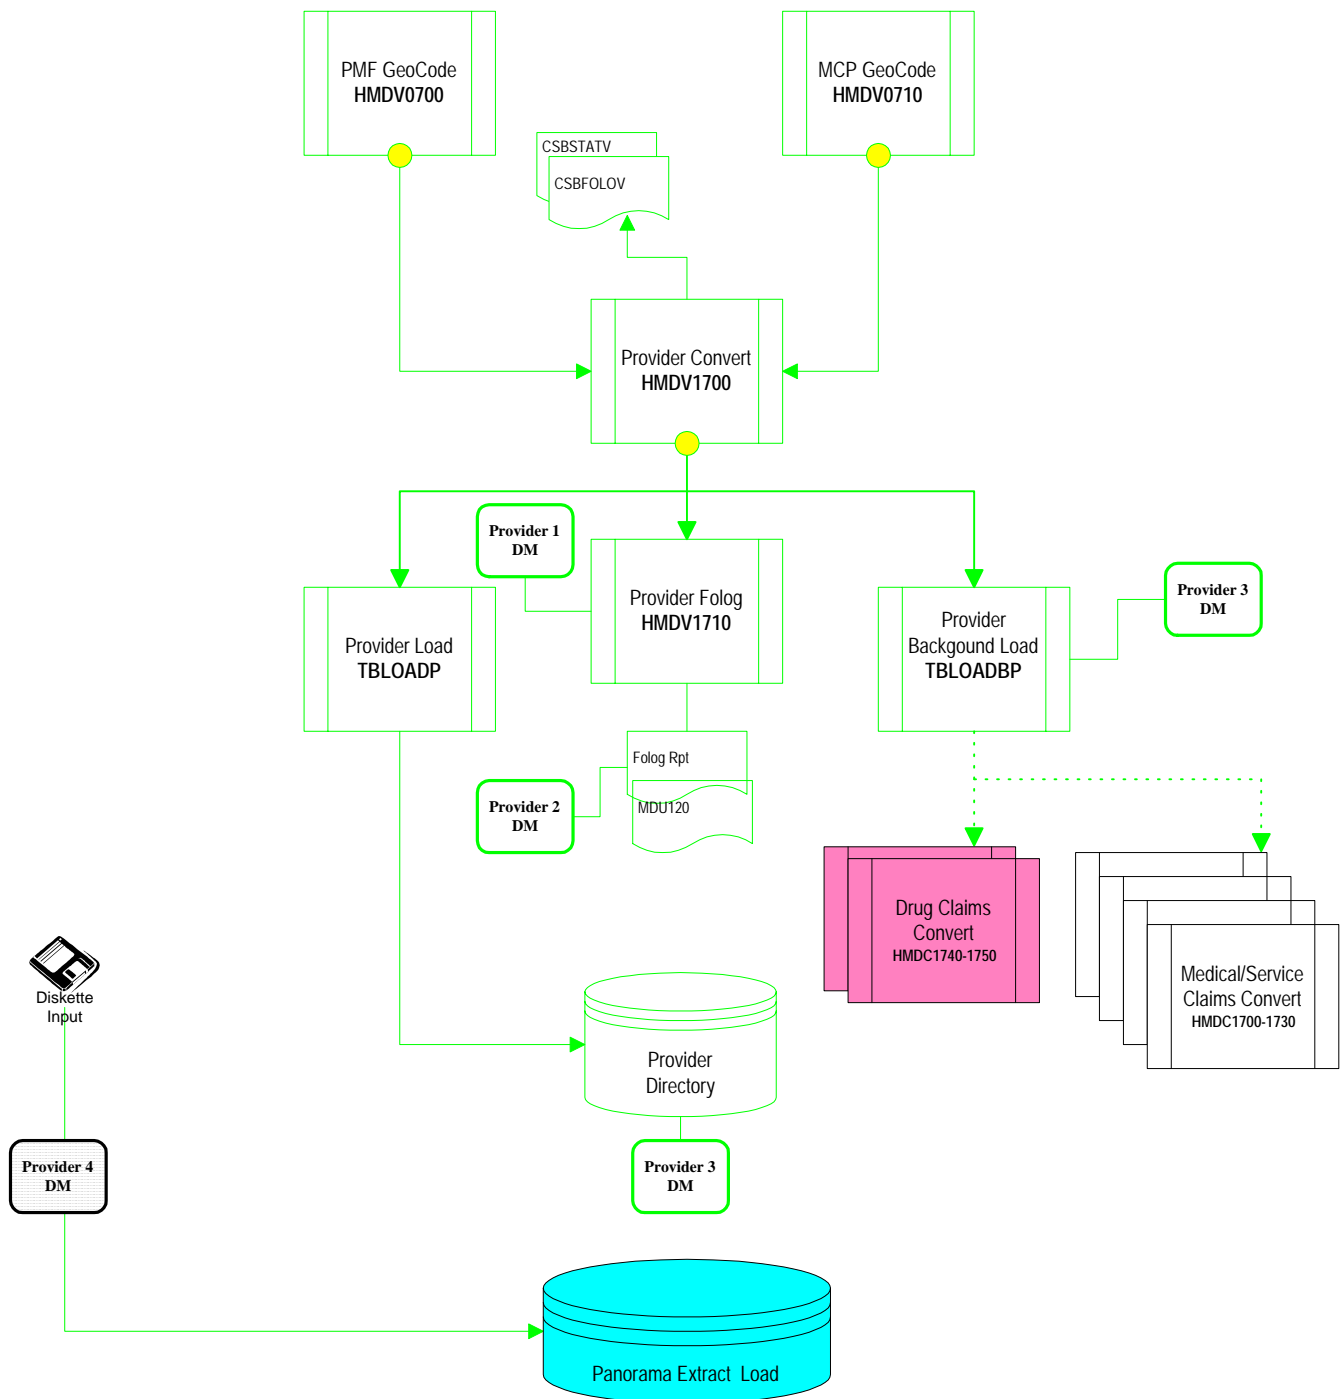 PMF GeoCode
HMDV0700
MCP GeoCode
HMDV0710
CSBSTATV
CSBFOLOV
Provider Convert
HMDV1700
Provider 1
DM
Provider Folog
HMDV1710
Provider 3
DM
Provider Load
TBLOADP
Provider
Backgound Load
TBLOADBP
Folog Rpt
MDU120
Provider 2
DM
Drug Claims
Convert
HMDC1740-1750
Medical/Service
Claims Convert
HMDC1700-1730
Diskette
Input
Provider
Directory
Provider 4
DM
Provider 3
DM
Panorama Extract Load